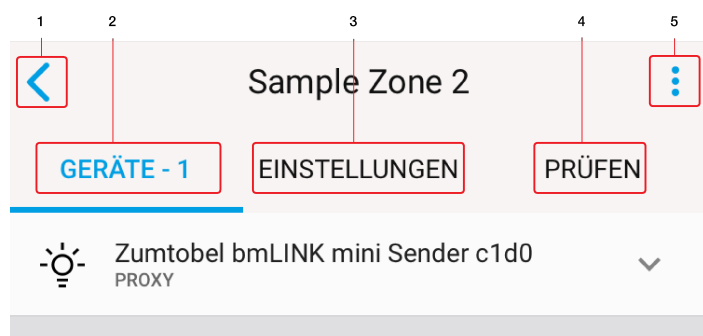 1 2 3 4 5
Sample Zone 2
GERÄTE - 1 EINSTELLUNGEN PRÜFEN
Zumtobel bmLINK mini Sender c1d0
PROXY